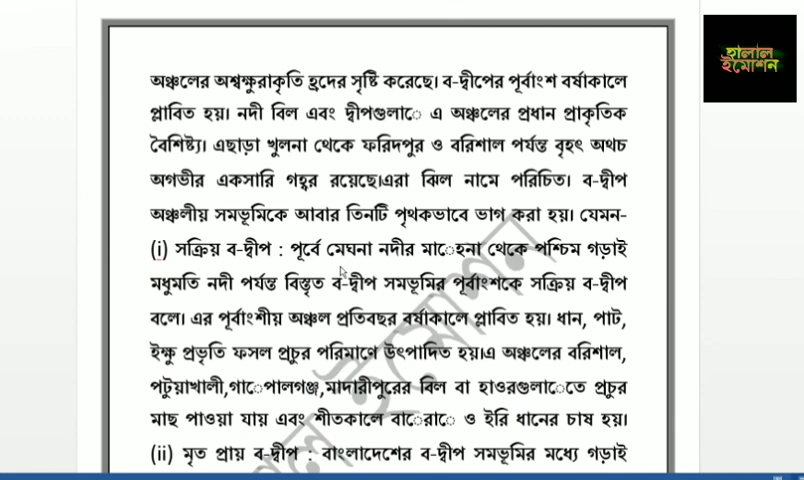 অঞ্চলের অশ্বক্ষুরাকৃতি হ্রদের সৃষ্টি করেছে। ব-দ্বীপের পূর্বাংশ বর্ষাকালে
প্লাবিত হয়। নদী বিল এবং দ্বীপগুলাে এ অঞ্চলের প্রধান প্রাকৃতিক
বৈশিষ্ট্য। এছাড়া খুলনা থেকে ফরিদপুর ও বরিশাল পর্যন্ত বৃহৎ অথচ
অগভীর একসারি গহ্বর রয়েছে।এরা ঝিল নামে পরিচিত। ব-দ্বীপ
অঞ্চলীয় সমভূমিকে আবার তিনটি পৃথকভাবে ভাগ করা হয়। যেমন-
(i) সক্রিয় ব-দ্বীপ : পূর্বে মেঘনা নদীর মােহনা থেকে পশ্চিম গড়াই
মধুমতি নদী পর্যন্ত বিস্তৃত ব-দ্বীপ সমভূমির পূর্বাংশকে সক্রিয় ব-দ্বীপ
বলে। এর পূর্বাংশীয় অঞ্চল প্রতিবছর বর্ষাকালে প্লাবিত হয়। ধান, পাট,
ইক্ষু প্রভৃতি ফসল প্রচুর পরিমাণে উৎপাদিত হয়।এ অঞ্চলের বরিশাল,
পটুয়াখালী,গােপালগঞ্জ,মাদারীপুরের বিল বা হাওরগুলােতে প্রচুর
মাছ পাওয়া যায় এবং শীতকালে বােরাে ও ইরি ধানের চাষ হয়।
(ii) মৃত প্রায় ব-দ্বীপ : বাংলাদেশের ব-দ্বীপ সমভূমির মধ্যে গড়াই
হালাল
ইমোশন
ইমোশন